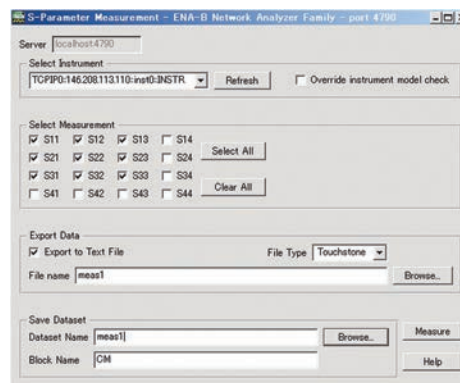 S-Parameter Measurement - ENA-B Network Analyzer Family - port 4790
Server localhost:4790
Select Instrument
TCPIP0::146.208.113.110::inst0::INSTR Refresh Override instrument model check
Select Measurement
S11 S12 S13 S14
S21 S22 S23 S24 Select All
S31 S32 S33 S34
S41 S42 S43 S44 Clear All
Export Data
Export to Text File File Type Touchstone
File name meas1 Browse...
Save Dataset
Dataset Name meas1 Browse... Measure
Block Name CM Help